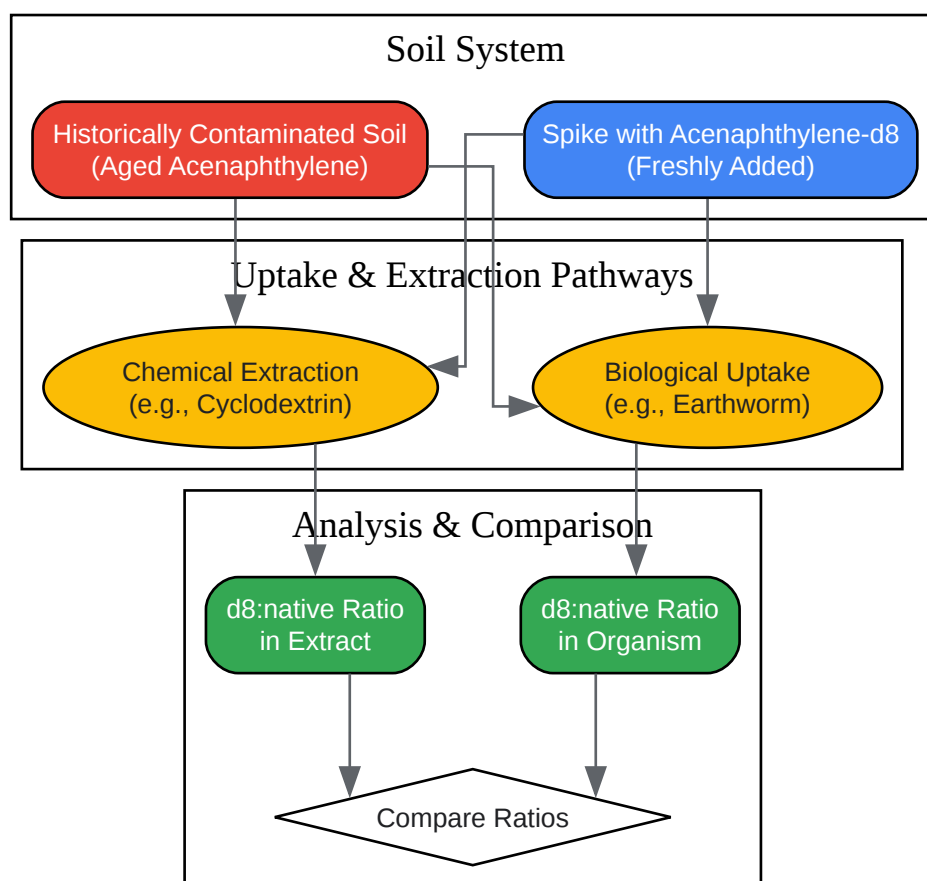 Soil System
Historically Contaminated Soil
(Aged Acenaphthylene)
Spike with Acenaphthylene-d8
(Freshly Added)
Uptake & Extraction Pathways
Chemical Extraction
(e.g., Cyclodextrin)
Biological Uptake
(e.g., Earthworm)
Analysis & Comparison
d8:native Ratio
in Extract
d8:native Ratio
in Organism
Compare Ratios